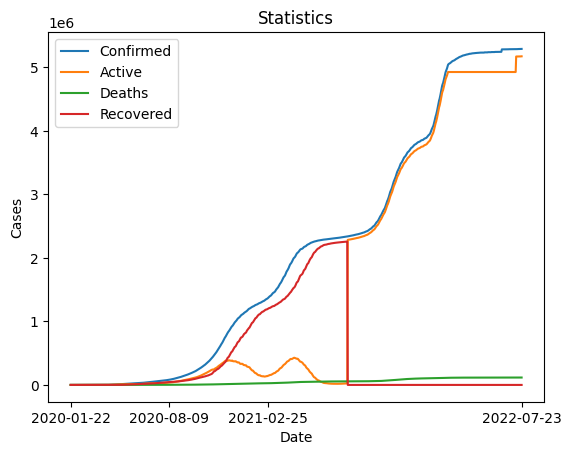 Statistics
1e6
Confirmed
Active
Deaths
Recovered
5
4
3
2
1
0
Cases
2020-01-22 2020-08-09 2021-02-25 2022-07-23
Date